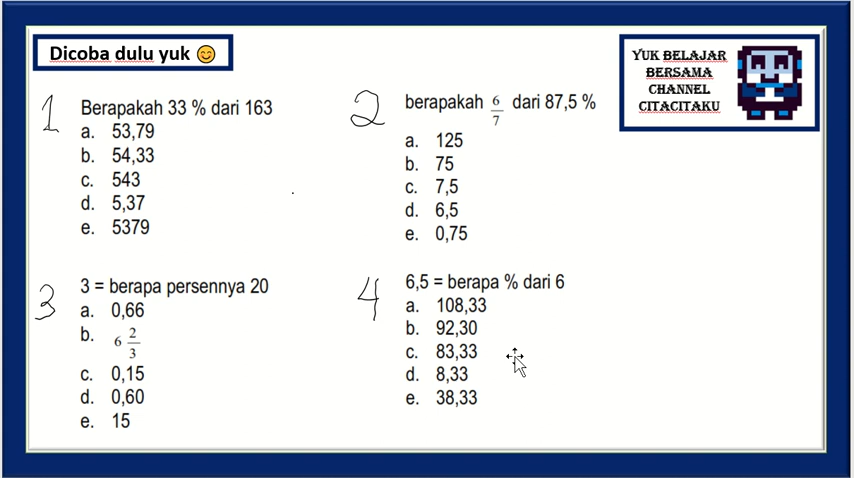 Dicoba dulu yuk 😊
YUK BELAJAR
BERSAMA
CHANNEL
CITACITAKU
1
Berapakah 33 % dari 163
a. 53,79
b. 54,33
c. 543
d. 5,37
e. 5379
2
berapakah 6/7 dari 87,5 %
a. 125
b. 75
c. 7,5
d. 6,5
e. 0,75
3
3 = berapa persennya 20
a. 0,66
b. 6 2/3
c. 0,15
d. 0,60
e. 15
4
6,5 = berapa % dari 6
a. 108,33
b. 92,30
c. 83,33
d. 8,33
e. 38,33